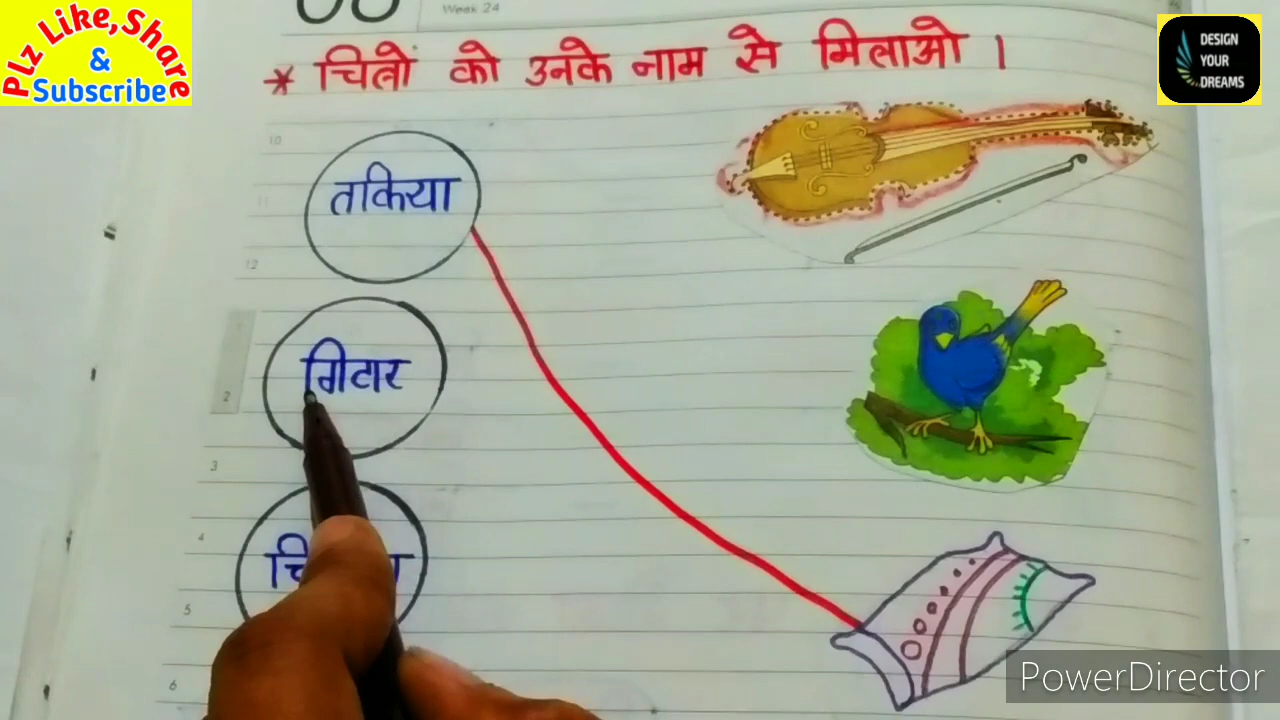 Week 24
Plz Like,Share
&
Subscribe
DESIGN
YOUR
DREAMS
* चित्रों को उनके नाम से मिलाओ ।
10
तकिया
11
12
1
गिटार
2
3
4
चि
5
6
PowerDirector